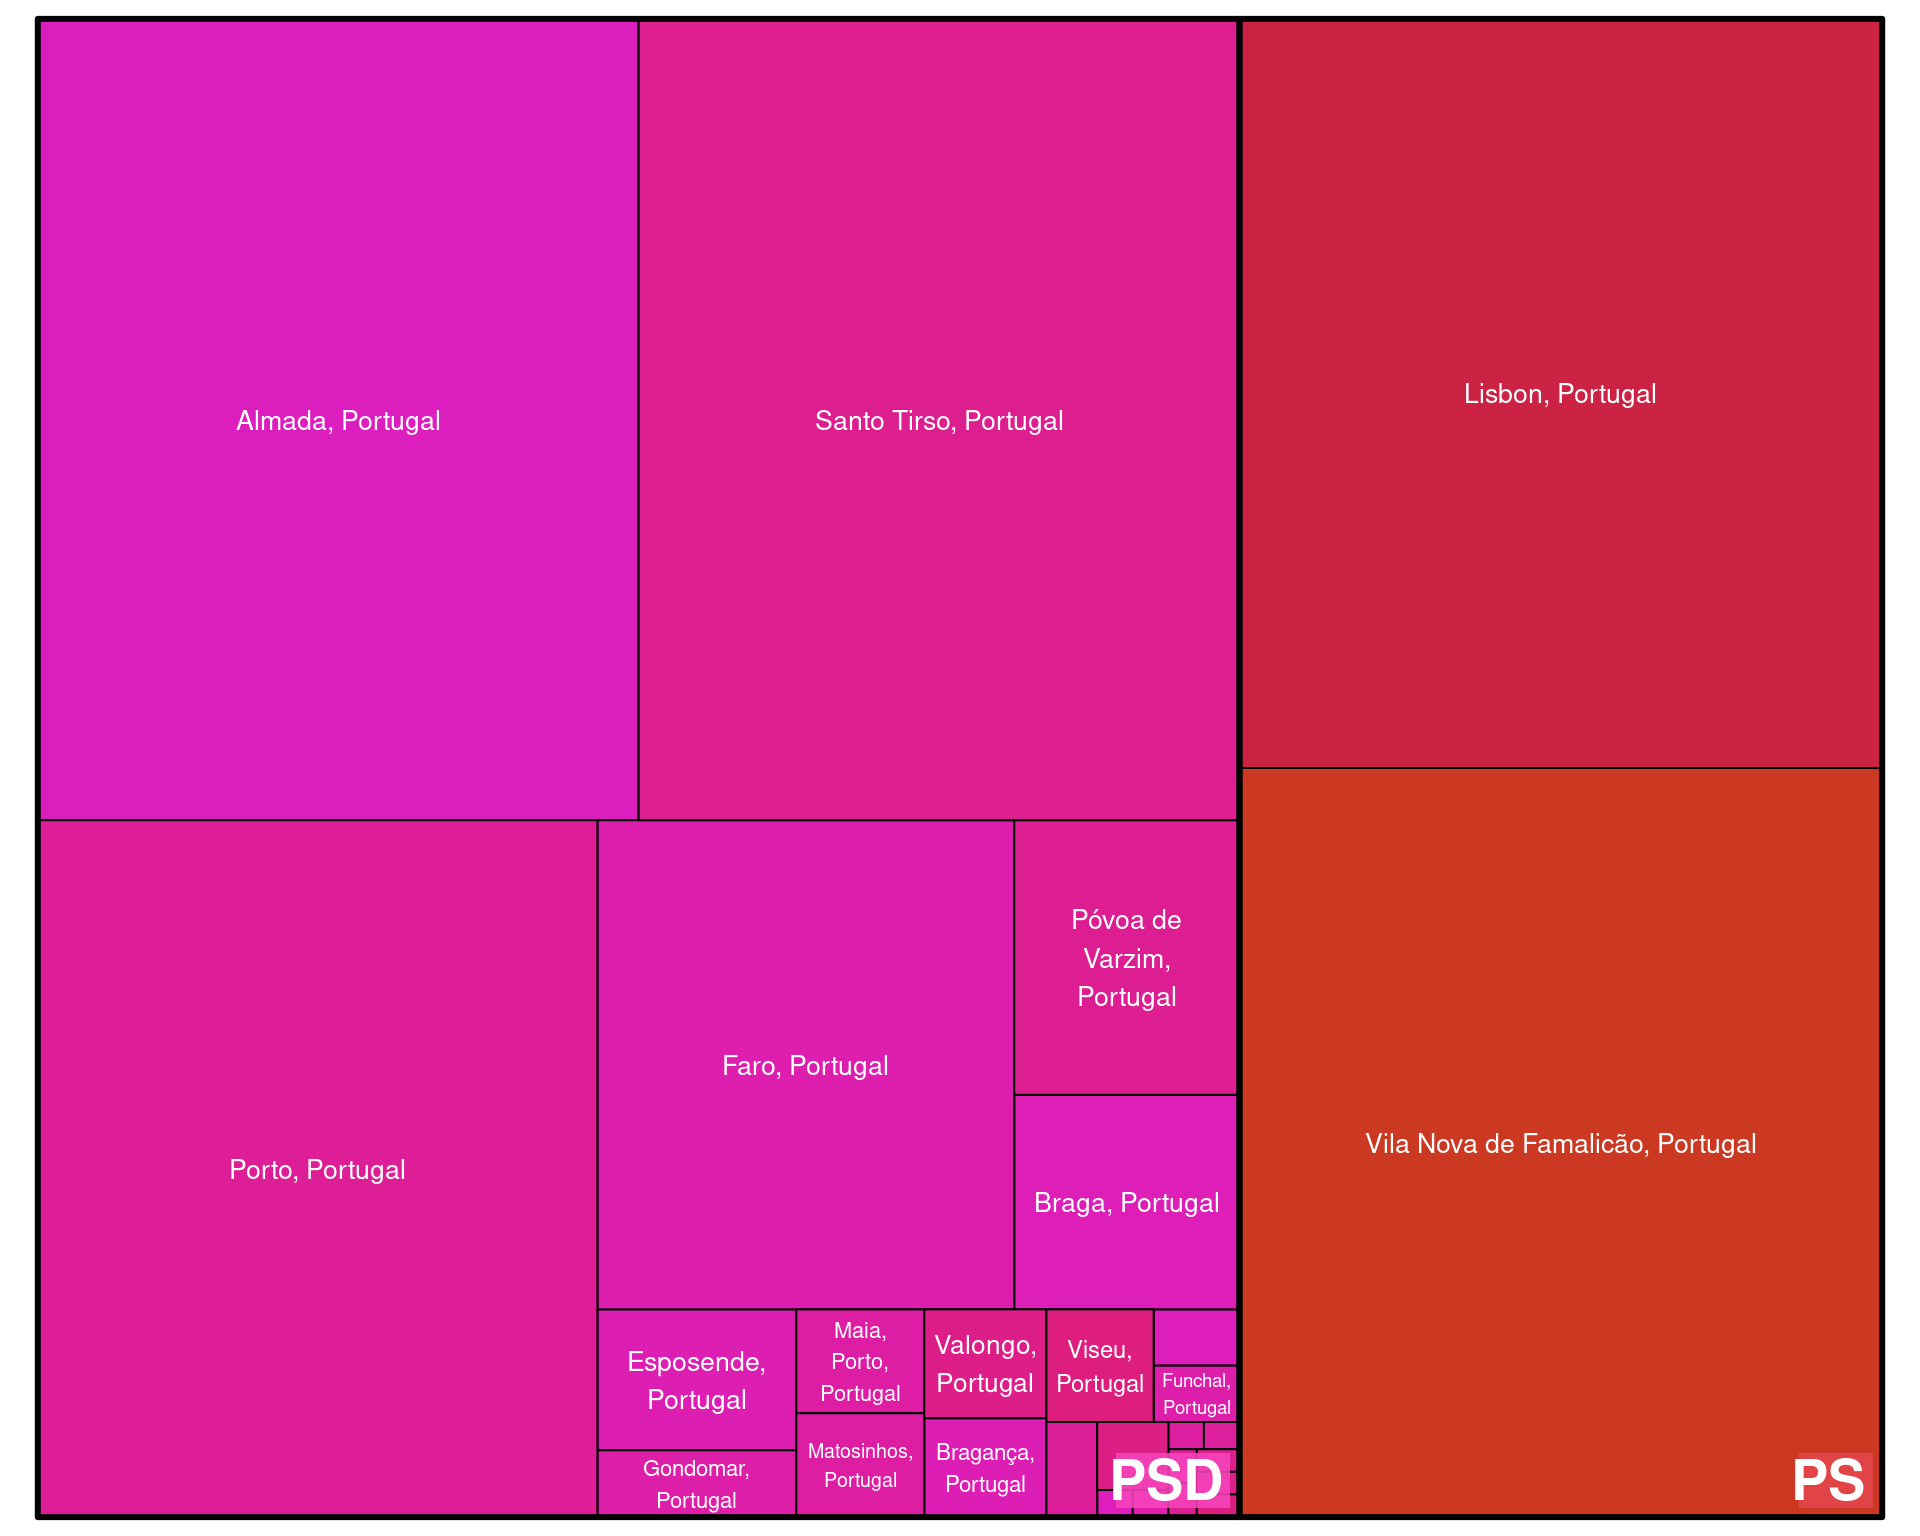 Almada, Portugal
Santo Tirso, Portugal
Lisbon, Portugal
Porto, Portugal
Faro, Portugal
Póvoa de
Varzim,
Portugal
Braga, Portugal
Vila Nova de Famalicão, Portugal
Esposende,
Portugal
Gondomar,
Portugal
Maia,
Porto,
Portugal
Matosinhos,
Portugal
Valongo,
Portugal
Bragança,
Portugal
Viseu,
Portugal
Funchal,
Portugal
PSD
PS